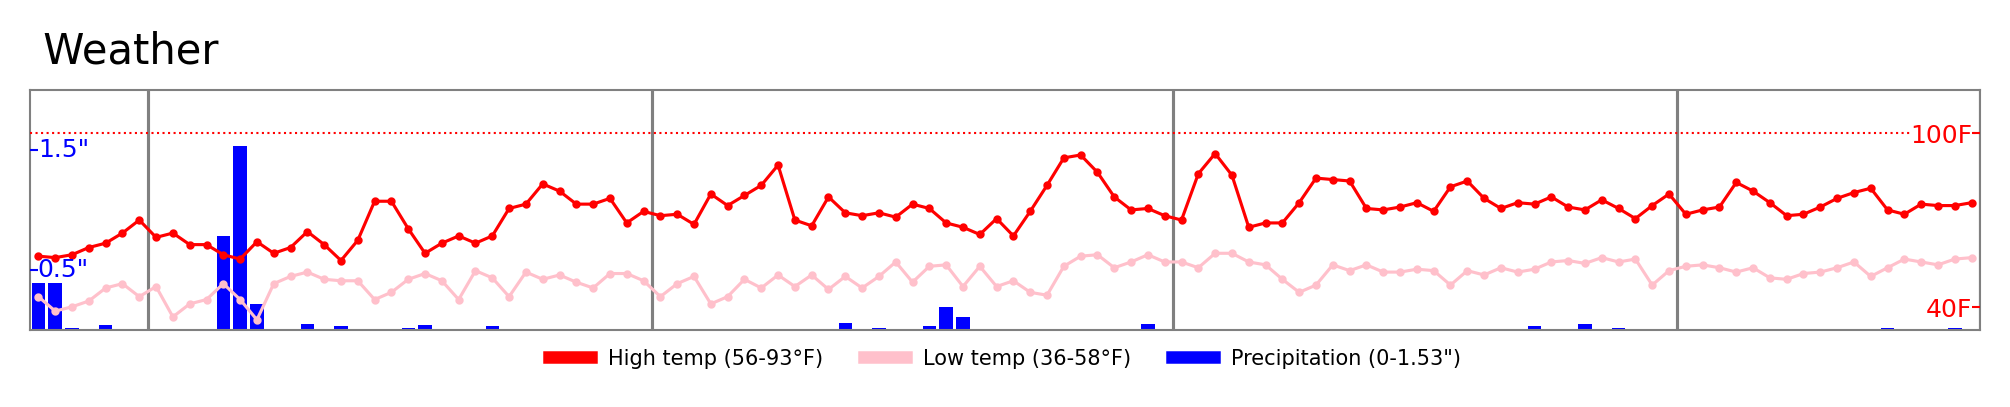 Weather
1.5"
100F
0.5"
40F
High temp (56-93°F) Low temp (36-58°F) Precipitation (0-1.53")